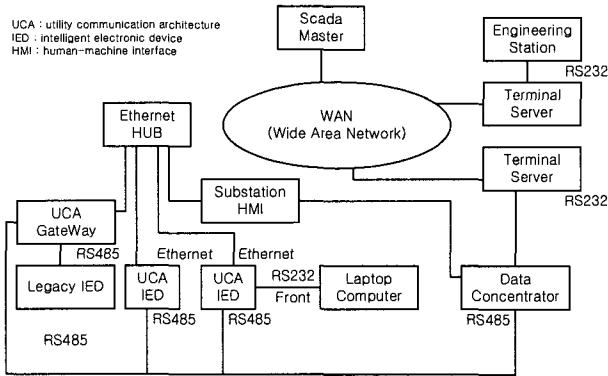 UCA : utility communication architecture
IED : intelligent electronic device
HMI : human-machine interface
Scada
Master
Engineering
Station
RS232
Terminal
Server
WAN
(Wide Area Network)
Ethernet
HUB
Terminal
Server
RS232
Substation
HMI
UCA
GateWay
RS485
Ethernet
Ethernet
Legacy IED
UCA
IED
UCA
IED
RS232
Front
Laptop
Computer
Data
Concentrator
RS485
RS485
RS485
RS485